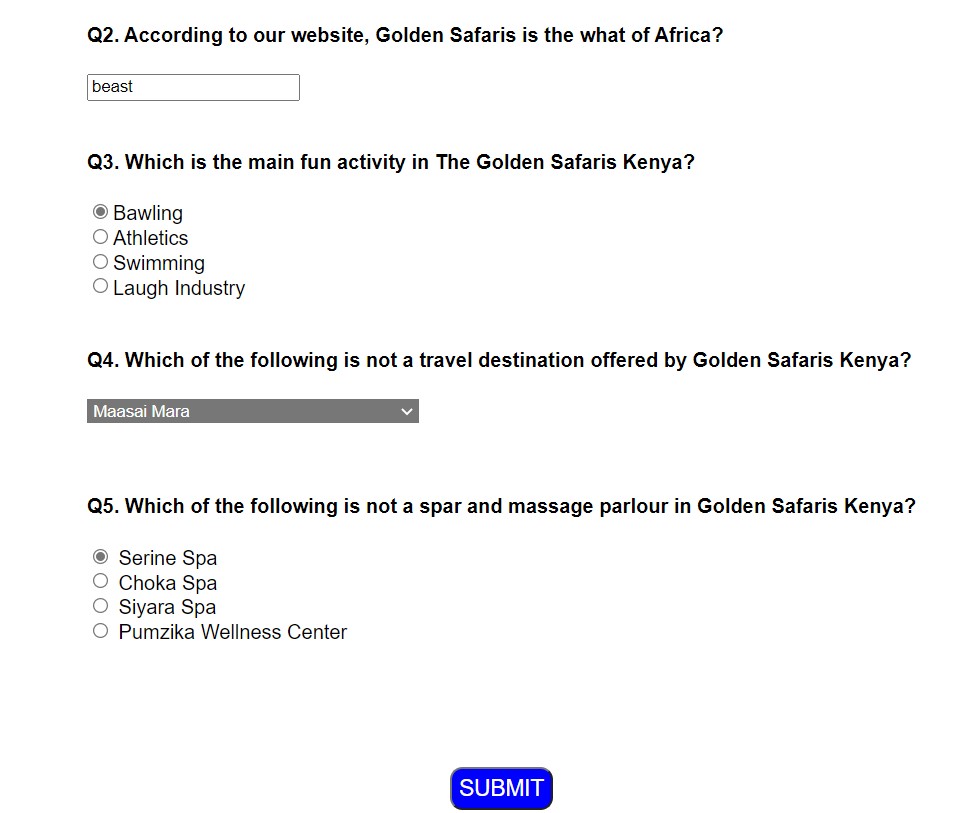 Q2. According to our website, Golden Safaris is the what of Africa?
beast
Q3. Which is the main fun activity in The Golden Safaris Kenya?
Bawling
Athletics
Swimming
Laugh Industry
Q4. Which of the following is not a travel destination offered by Golden Safaris Kenya?
Maasai Mara
Q5. Which of the following is not a spar and massage parlour in Golden Safaris Kenya?
Serine Spa
Choka Spa
Siyara Spa
Pumzika Wellness Center
SUBMIT